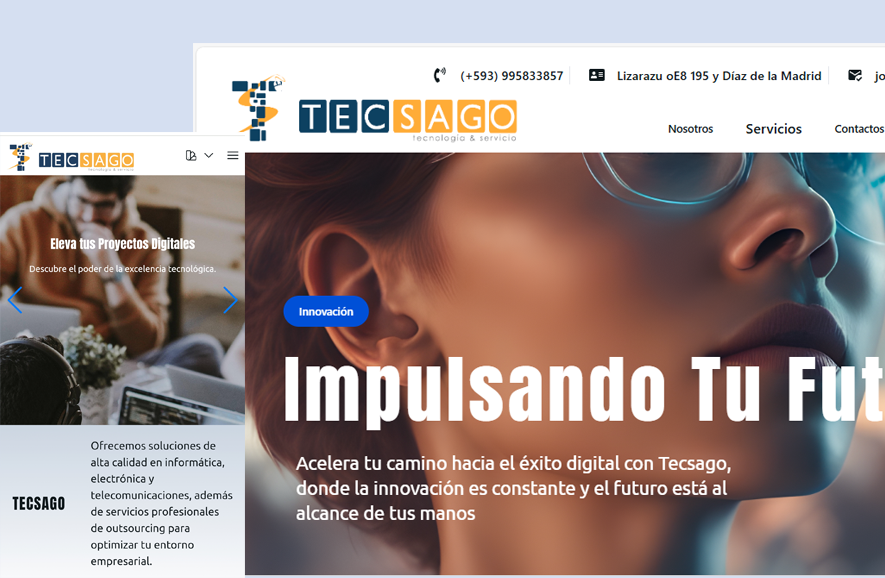 (+593) 995833857
Lizarazu oE8 195 y Díaz de la Madrid
jo
TECSAGO
tecnología & servicio
Nosotros
Servicios
Contactos
Innovación
Impulsando Tu Fut
Acelera tu camino hacia el éxito digital con Tecsago,
donde la innovación es constante y el futuro está al
alcance de tus manos
TECSAGO
tecnología & servicio
Eleva tus Proyectos Digitales
Descubre el poder de la excelencia tecnológica.
TECSAGO
Ofrecemos soluciones de
alta calidad en informática,
electrónica y
telecomunicaciones, además
de servicios profesionales
de outsourcing para
optimizar tu entorno
empresarial.